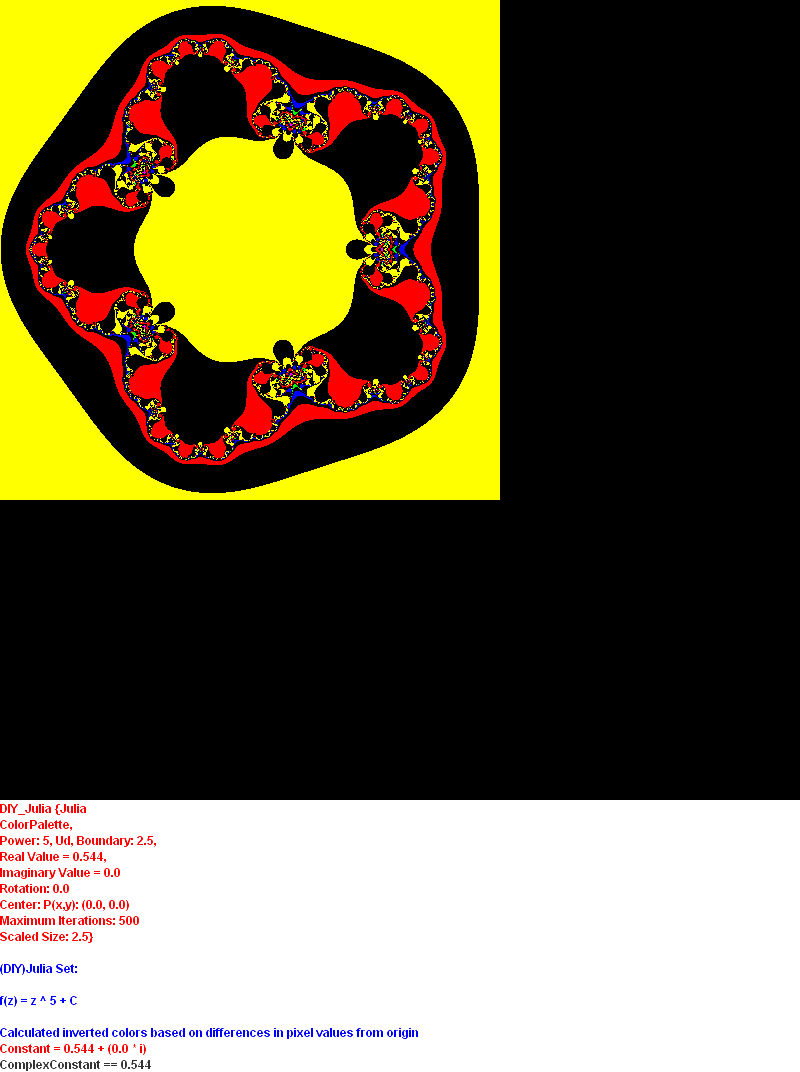 DIY_Julia {Julia
ColorPalette,
Power: 5, Ud, Boundary: 2.5,
Real Value = 0.544,
Imaginary Value = 0.0
Rotation: 0.0
Center: P(x,y): (0.0, 0.0)
Maximum Iterations: 500
Scaled Size: 2.5}
(DIY)Julia Set:
f(z) = z ^ 5 + C
Calculated inverted colors based on differences in pixel values from origin
Constant = 0.544 + (0.0 * i)
ComplexConstant == 0.544